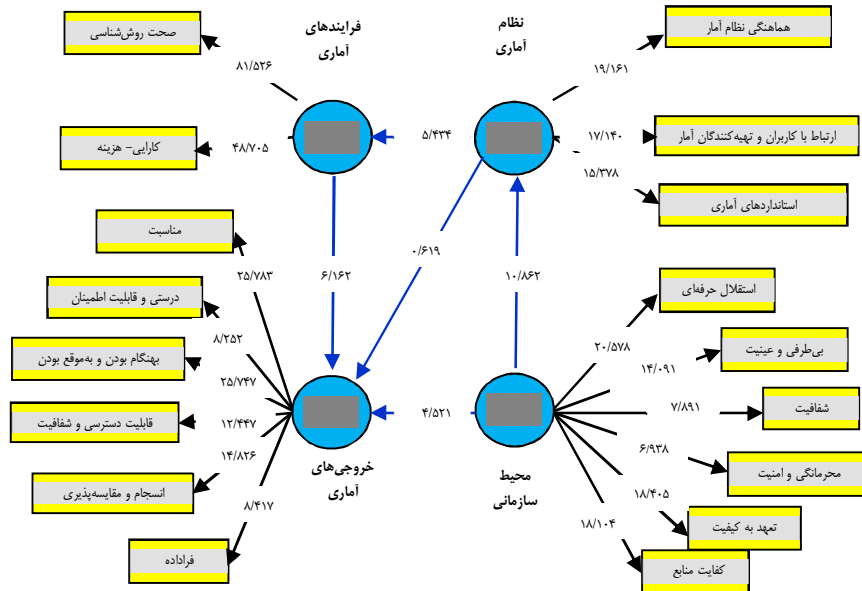 نظام
آماری
هماهنگی نظام آمار
۱۹/۱۶۱
ارتباط با کاربران و تهیه‌کنندگان آمار
۱۷/۱۴۰
استانداردهای آماری
۱۵/۳۷۸
فرایندهای
آماری
صحت روش‌شناسی
۸۱/۵۲۶
کارایی- هزینه
۴۸/۷۰۵
۵/۴۳۴
۰/۶۱۹
۱۰/۸۶۲
۶/۱۶۲
۴/۵۲۱
محیط
سازمانی
استقلال حرفه‌ای
۲۰/۵۷۸
بی‌طرفی و عینیت
۱۴/۰۹۱
شفافیت
۷/۸۹۱
محرمانگی و امنیت
۶/۹۳۸
تعهد به کیفیت
۱۸/۴۰۵
کفایت منابع
۱۸/۱۰۴
خروجی‌های
آماری
مناسبت
۲۵/۷۸۳
درستی و قابلیت اطمینان
۸/۲۵۲
بهنگام بودن و به‌موقع بودن
۲۵/۷۴۷
قابلیت دسترسی و شفافیت
۱۲/۴۴۷
انسجام و مقایسه‌پذیری
۱۴/۸۲۶
فراداده
۸/۴۱۷